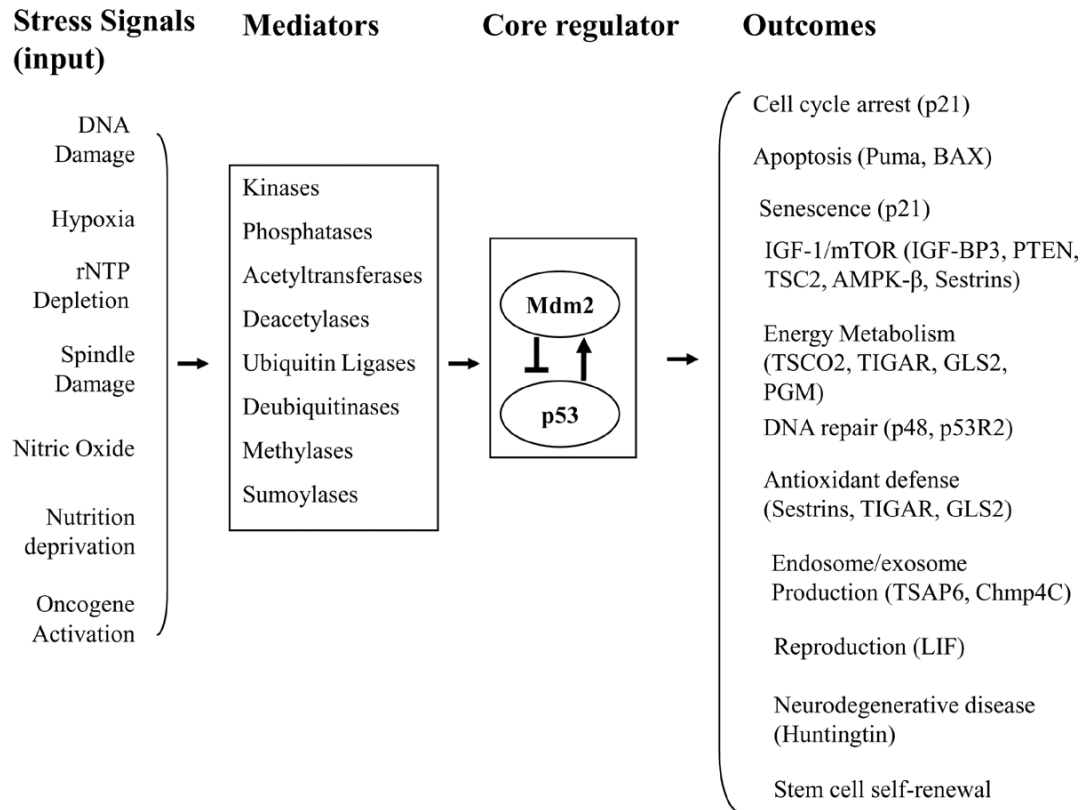 Stress Signals
(input)
Mediators
Core regulator
Outcomes
DNA
Damage
Hypoxia
rNTP
Depletion
Spindle
Damage
Nitric Oxide
Nutrition
deprivation
Oncogene
Activation
Kinases
Phosphatases
Acetyltransferases
Deacetylases
Ubiquitin Ligases
Deubiquitinases
Methylases
Sumoylases
Mdm2
p53
Cell cycle arrest (p21)
Apoptosis (Puma, BAX)
Senescence (p21)
IGF-1/mTOR (IGF-BP3, PTEN,
TSC2, AMPK-β, Sestrins)
Energy Metabolism
(TSCO2, TIGAR, GLS2,
PGM)
DNA repair (p48, p53R2)
Antioxidant defense
(Sestrins, TIGAR, GLS2)
Endosome/exosome
Production (TSAP6, Chmp4C)
Reproduction (LIF)
Neurodegenerative disease
(Huntingtin)
Stem cell self-renewal